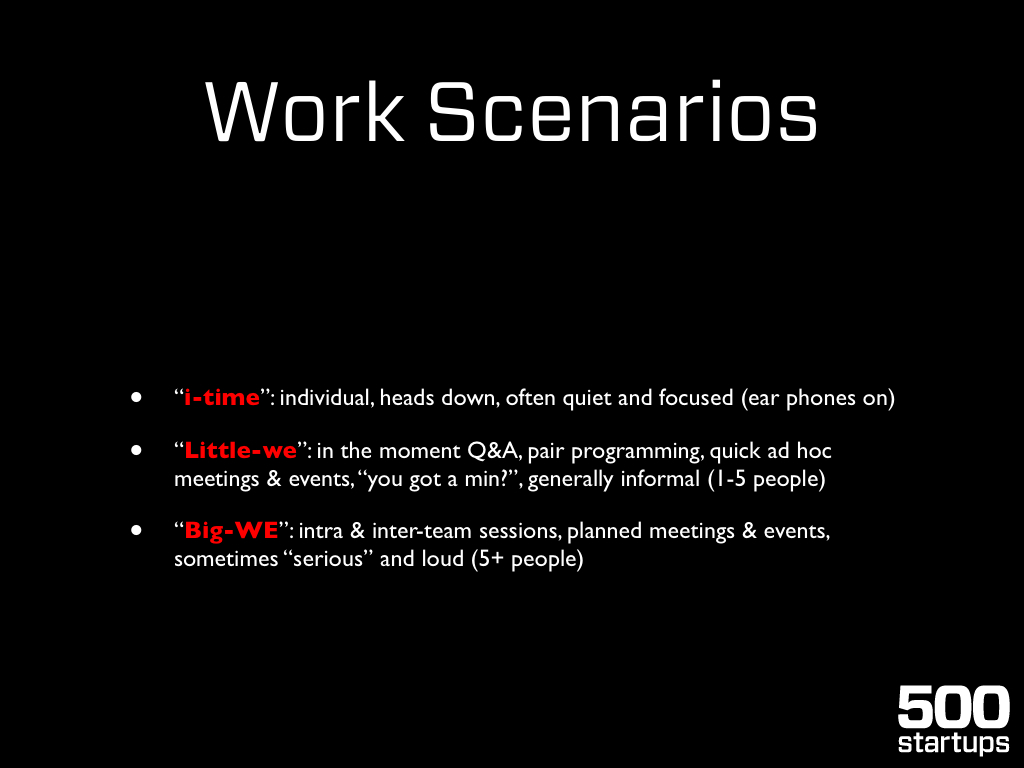 Work Scenarios
• “i-time”: individual, heads down, often quiet and focused (ear phones on)
• “Little-we”: in the moment Q&A, pair programming, quick ad hoc
meetings & events, “you got a min?”, generally informal (1-5 people)
• “Big-WE”: intra & inter-team sessions, planned meetings & events,
sometimes “serious” and loud (5+ people)
500
startups